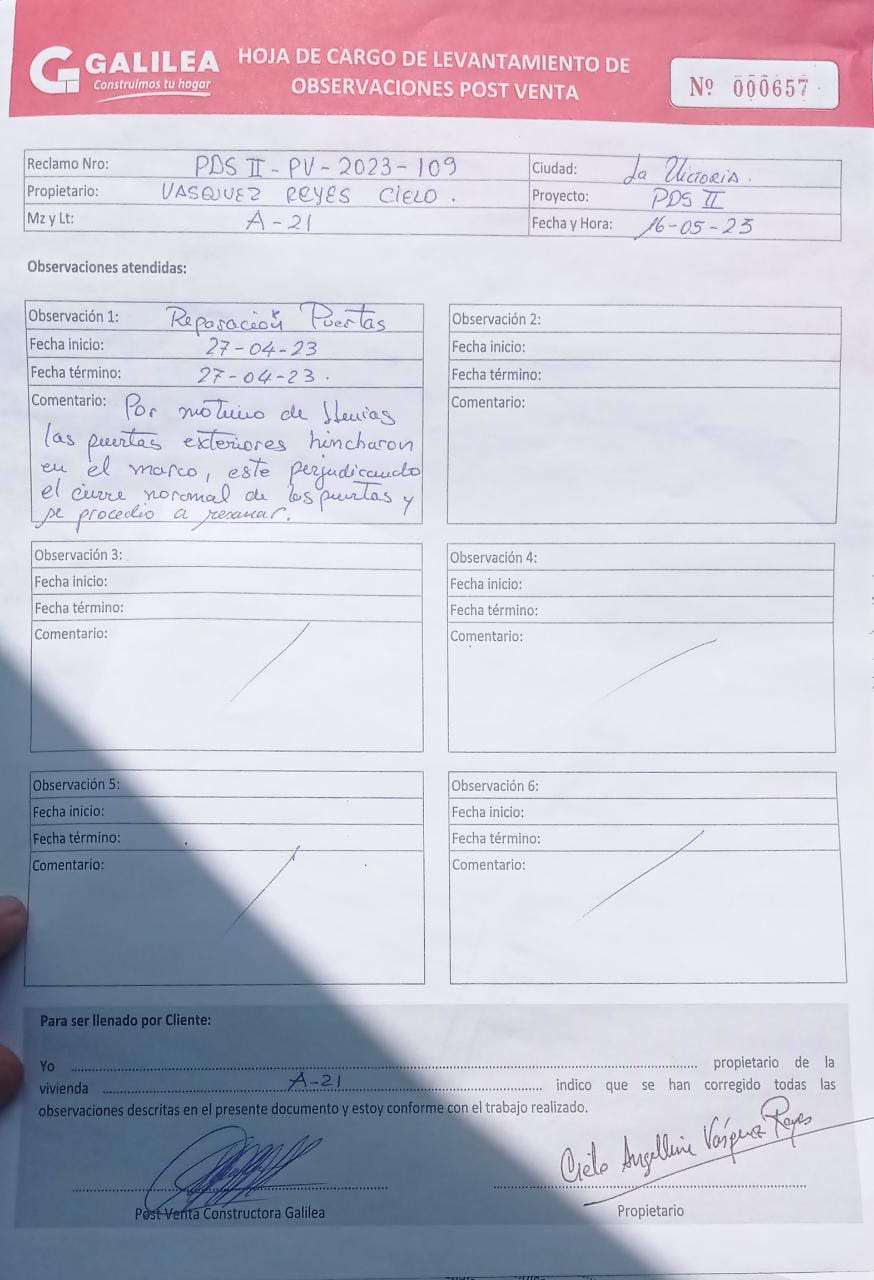 GALILEA
Construimos tu hogar
HOJA DE CARGO DE LEVANTAMIENTO DE
OBSERVACIONES POST VENTA
Nº 000657
Reclamo Nro: PDS II - PV - 2023 - 109
Ciudad: La Victoria.
Propietario: VASQUEZ REYES CIELO.
Proyecto: PDS II
Mz y Lt: A - 21
Fecha y Hora: 16-05-23
Observaciones atendidas:
Observación 1: Reparación Puertas
Fecha inicio: 27-04-23
Fecha término: 27-04-23.
Comentario: Por motivo de lluvias
las puertas exteriores hincharon
en el marco, este perjudicando
el cierre normal de las puertas y
se procedio a resanar.
Observación 2:
Fecha inicio:
Fecha término:
Comentario:
Observación 3:
Fecha inicio:
Fecha término:
Comentario:
Observación 4:
Fecha inicio:
Fecha término:
Comentario:
Observación 5:
Fecha inicio:
Fecha término:
Comentario:
Observación 6:
Fecha inicio:
Fecha término:
Comentario:
Para ser llenado por Cliente:
Yo ........ propietario de la
vivienda ........ A-21 ........ indico que se han corregido todas las
observaciones descritas en el presente documento y estoy conforme con el trabajo realizado.
Cielo Angelline Vasquez Reyes
Post Venta Constructora Galilea
Propietario